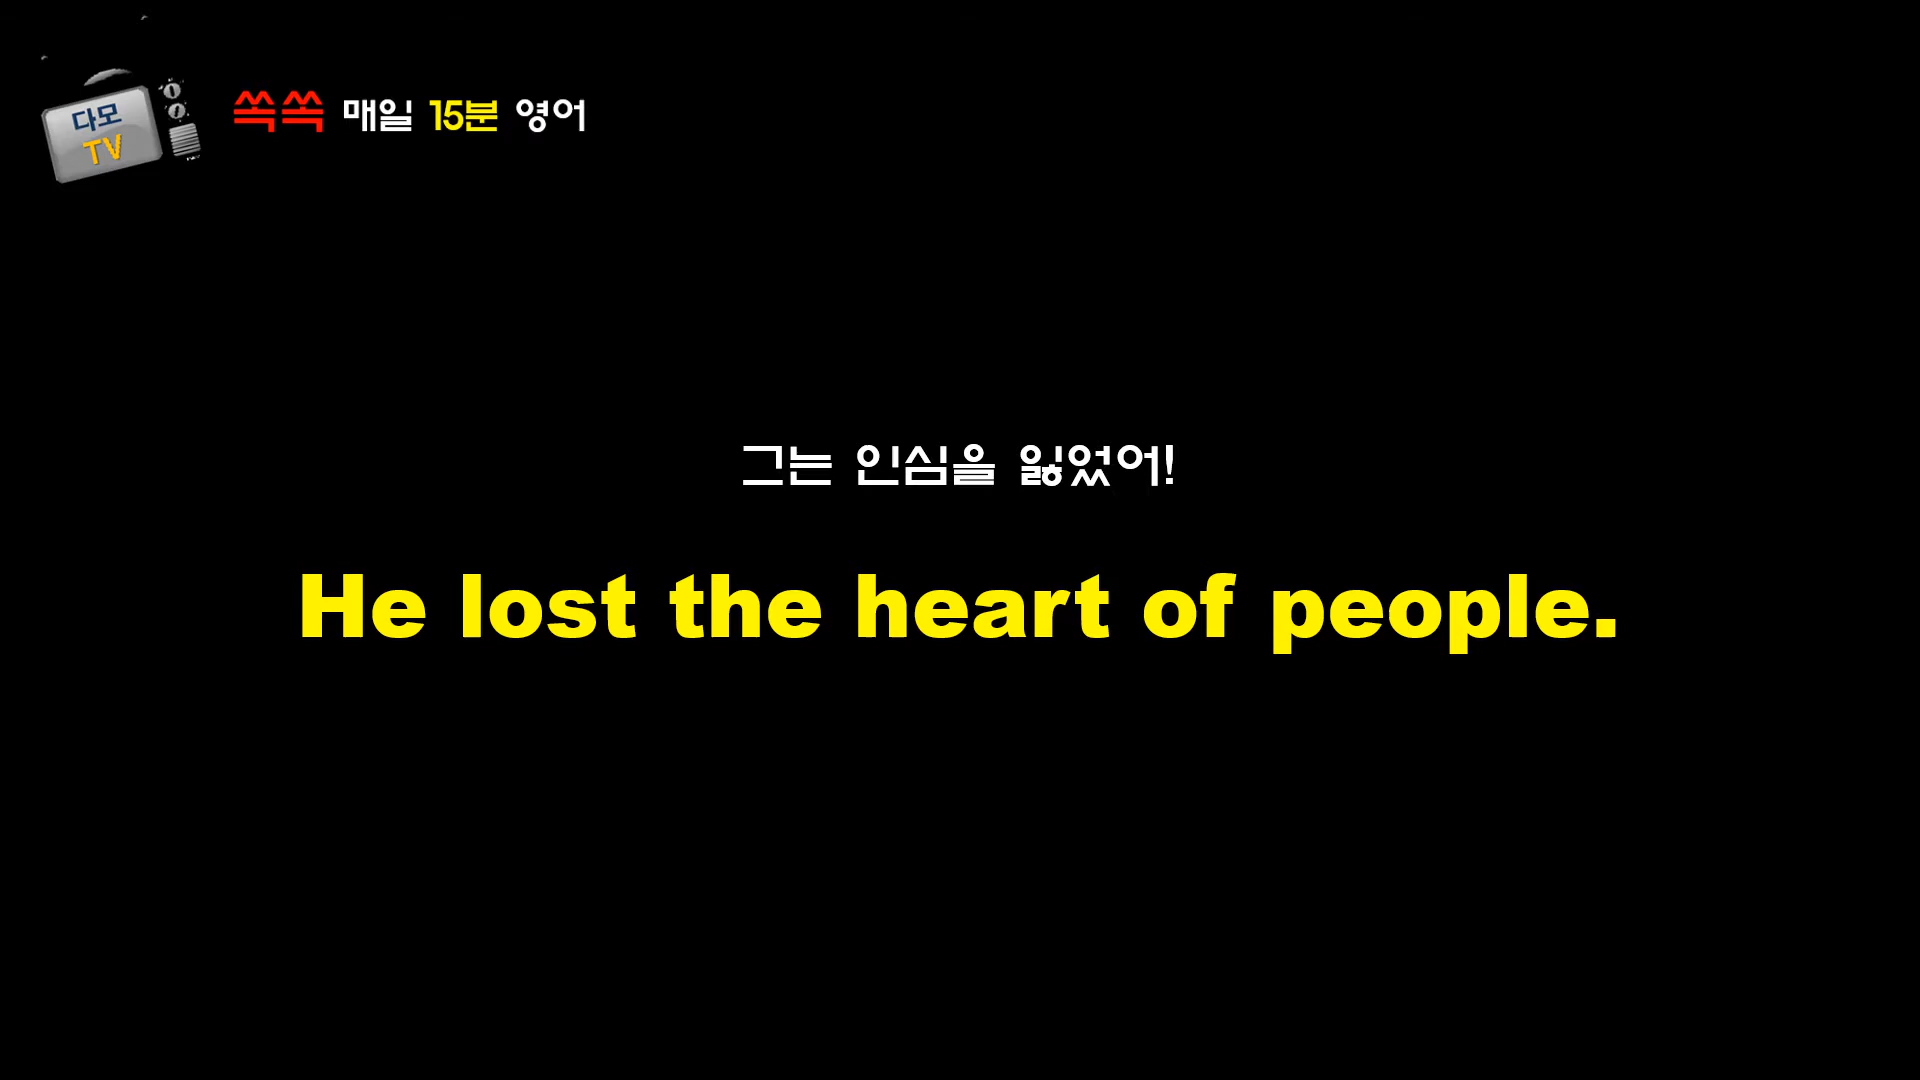 다모
TV
쏙쏙 매일 15분 영어
그는 인심을 잃었어!
He lost the heart of people.